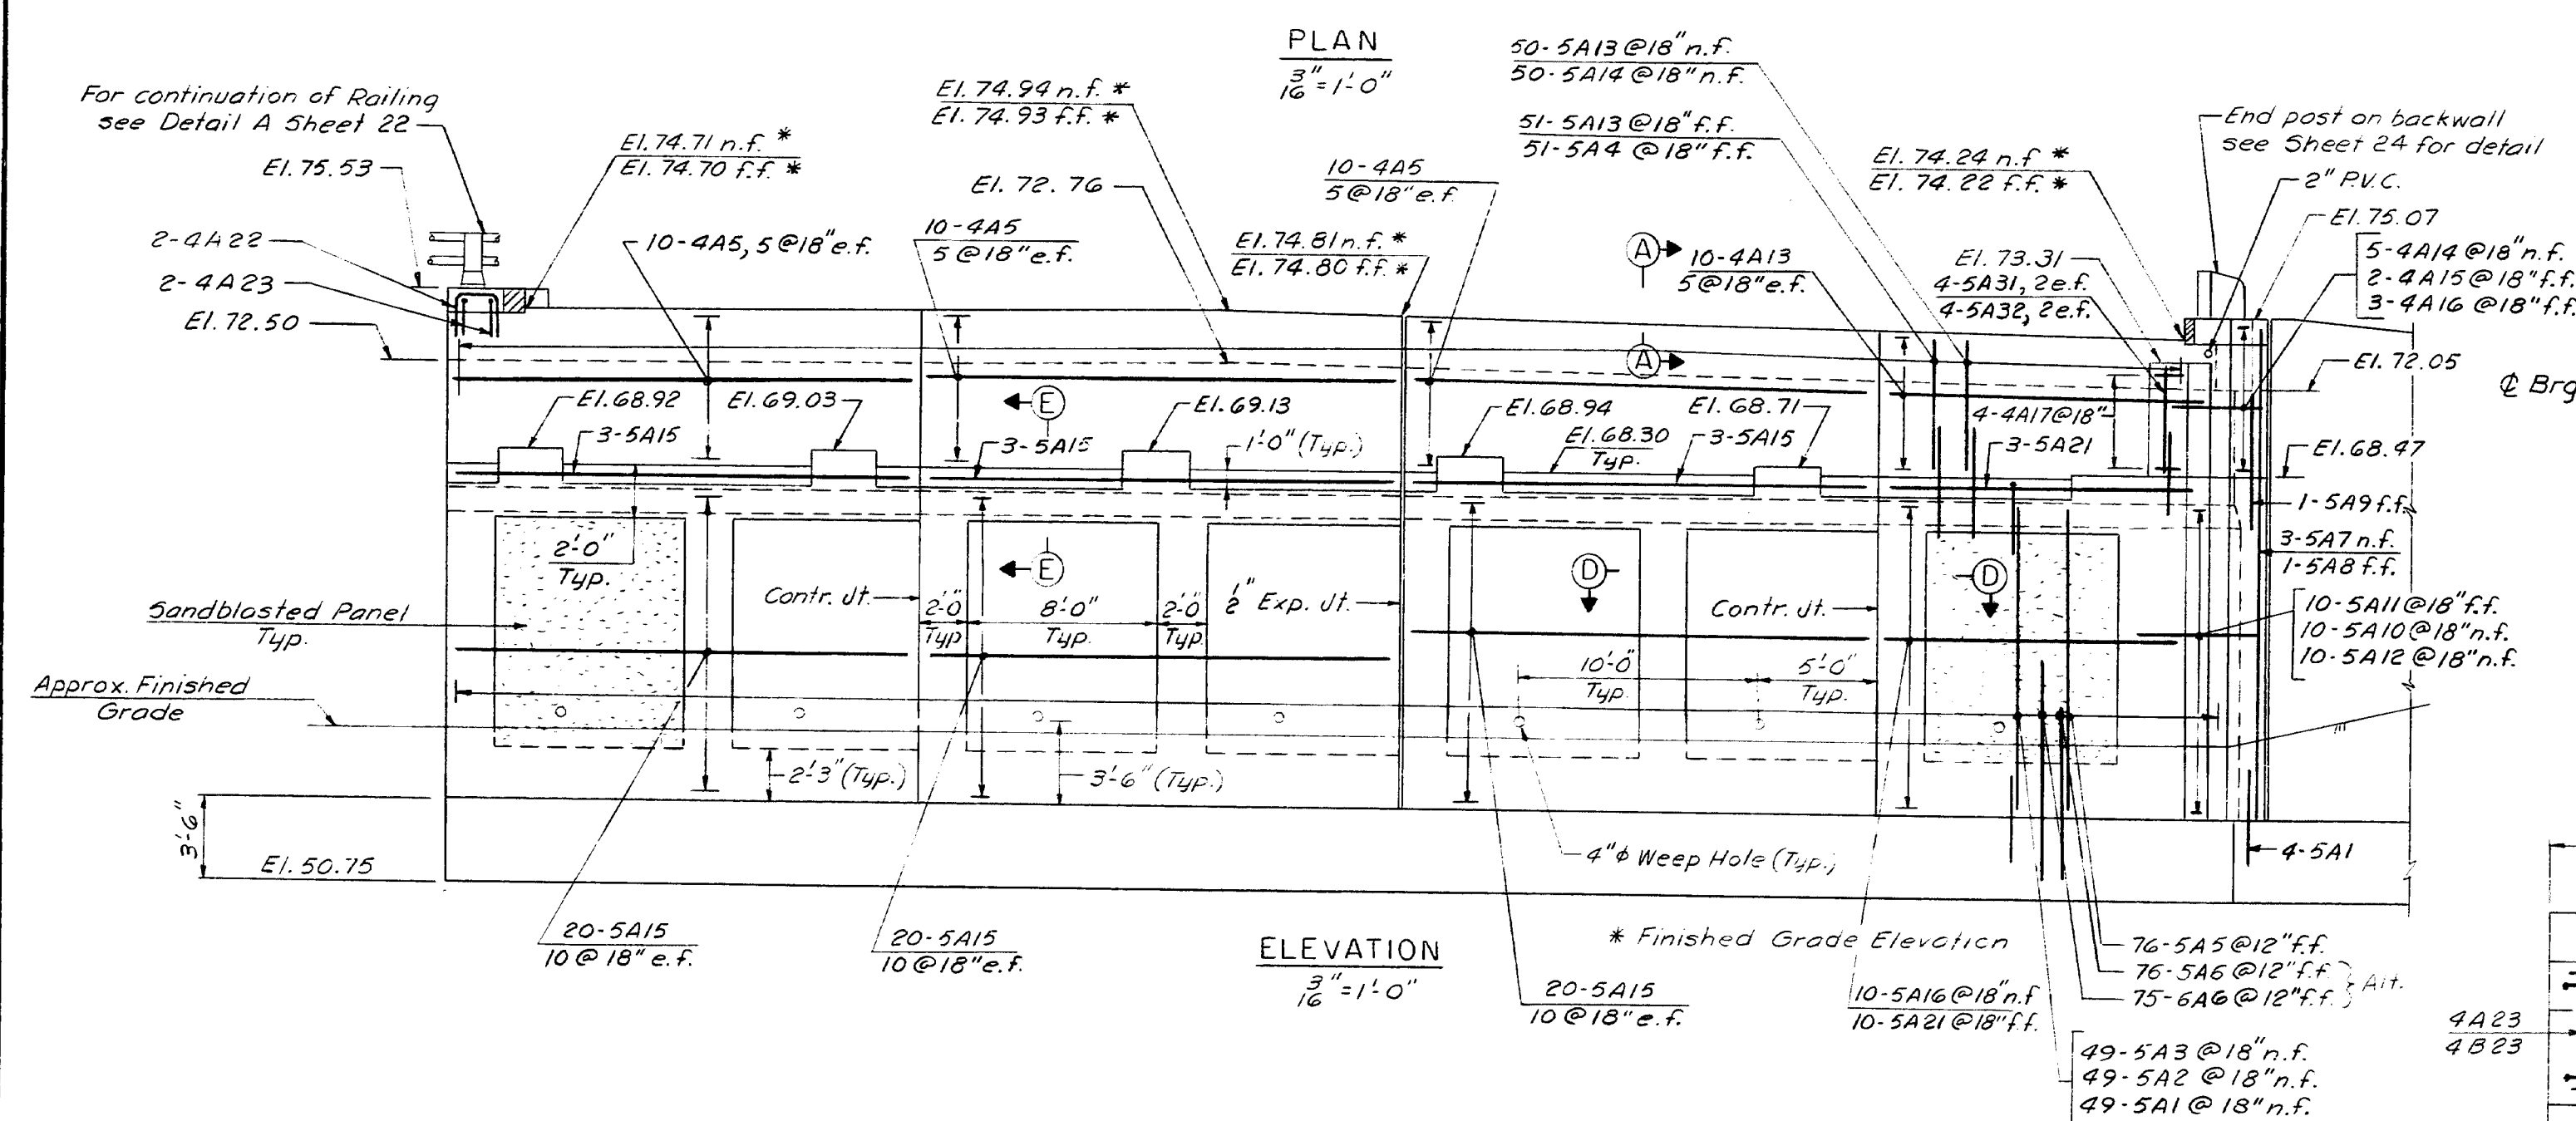 PLAN
3/16" = 1'-0"
For continuation of Railing
see Detail A Sheet 22
El. 75.53
2-4A22
2-4A23
El. 72.50
El. 74.71 n.f. *
El. 74.70 f.f. *
10-4A5, 5 @18" e.f.
El. 74.94 n.f. *
El. 74.93 f.f. *
El. 72.76
10-4A5
5 @18" e.f.
El. 74.81 n.f. *
El. 74.80 f.f. *
10-4A5
5 @18" e.f.
50-5A13 @18" n.f.
50-5A14 @18" n.f.
51-5A13 @18" f.f.
51-5A4 @18" f.f.
A
10-4A13
5 @18" e.f.
A
El. 74.24 n.f *
El. 74.22 f.f. *
End post on backwall
see Sheet 24 for detail
2" P.V.C.
El. 75.07
El. 73.31
4-5A31, 2e.f.
4-5A32, 2e.f.
5-4A14 @18" n.f.
2-4A15 @18" f.f.
3-4A16 @18" f.f.
El. 72.05
℄ Brg
El. 68.92
El. 69.03
E
El. 69.13
El. 68.94
El. 68.71
4-4A17@18"
3-5A15
3-5A15
1'-0" (Typ.)
El. 68.30
Typ.
3-5A15
3-5A21
El. 68.47
1-5A9 f.f.
3-5A7 n.f.
1-5A8 f.f.
2'-0"
Typ.
E
D
D
Sandblasted Panel
Typ.
Contr. Jt.
2'-0"
Typ
8'-0"
Typ.
2'-0"
Typ
1/2" Exp. Jt.
Contr. Jt.
10-5A11 @18" f.f.
10-5A10 @18" n.f.
10-5A12 @18" n.f.
10'-0"
Typ.
5'-0"
Typ.
Approx. Finished
Grade
2'-3" (Typ.)
3'-6" (Typ.)
3'-6"
El. 50.75
4"ϕ Weep Hole (Typ.)
4-5A1
20-5A15
10 @ 18" e.f.
20-5A15
10 @ 18" e.f.
ELEVATION
3/16" = 1'-0"
* Finished Grade Elevation
20-5A15
10 @ 18" e.f.
10-5A16 @18" n.f
10-5A21 @18" f.f.
76-5A5 @12" f.f.
76-5A6 @12" f.f.
75-6A6 @12" f.f.
Alt.
49-5A3 @18" n.f.
49-5A2 @18" n.f.
49-5A1 @ 18" n.f.
4A23
4B23